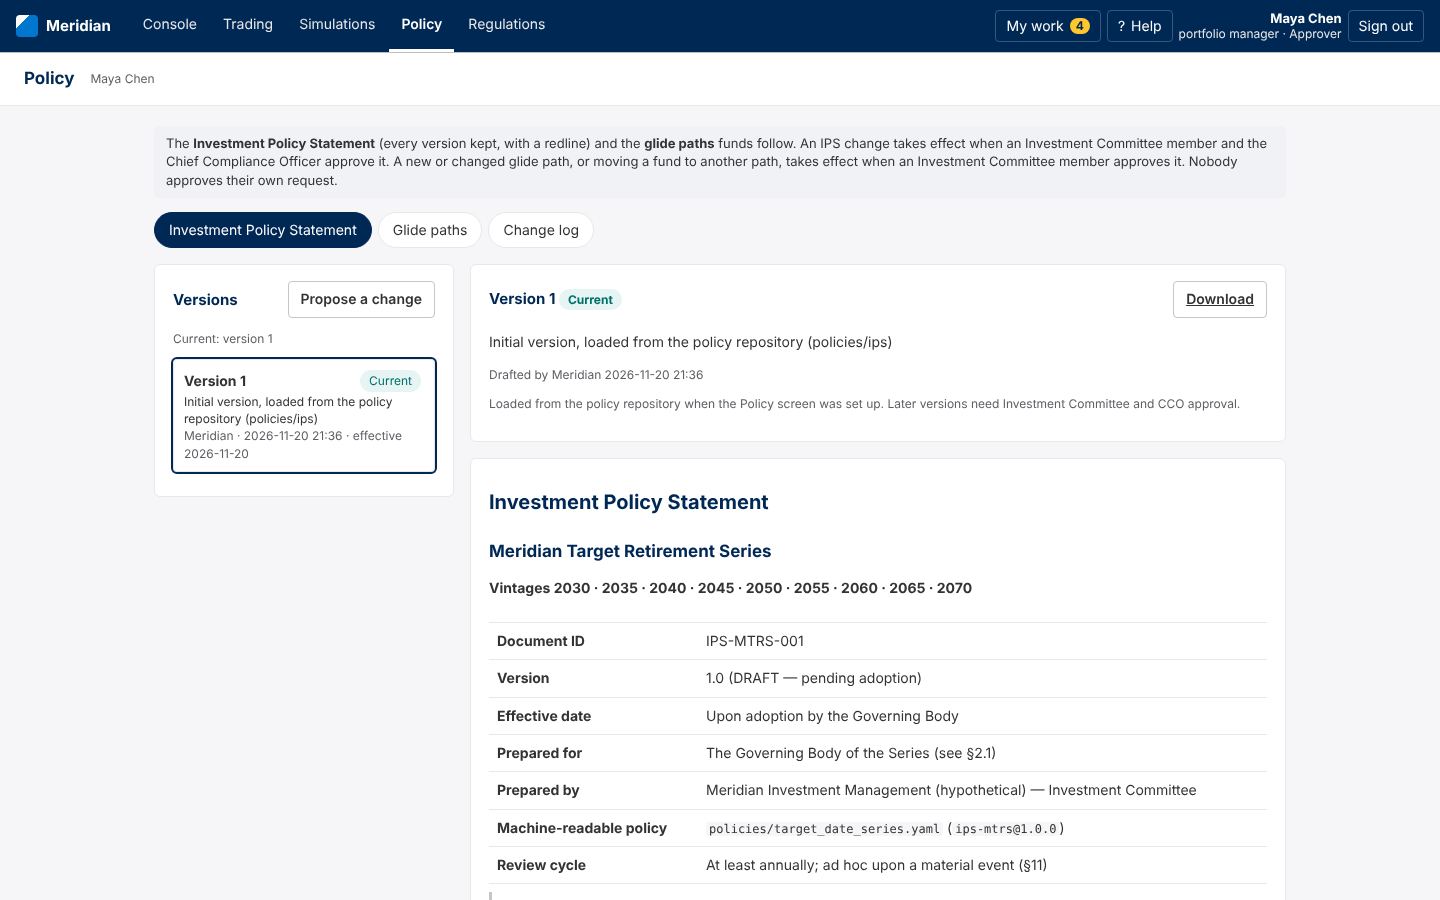 Meridian
Console
Trading
Simulations
Policy
Regulations
My work 4
? Help
Maya Chen
portfolio manager · Approver
Sign out
Policy
Maya Chen
The Investment Policy Statement (every version kept, with a redline) and the glide paths funds follow. An IPS change takes effect when an Investment Committee member and the
Chief Compliance Officer approve it. A new or changed glide path, or moving a fund to another path, takes effect when an Investment Committee member approves it. Nobody
approves their own request.
Investment Policy Statement
Glide paths
Change log
Versions
Propose a change
Current: version 1
Version 1
Current
Initial version, loaded from the policy
repository (policies/ips)
Meridian · 2026-11-20 21:36 · effective
2026-11-20
Version 1 Current
Download
Initial version, loaded from the policy repository (policies/ips)
Drafted by Meridian 2026-11-20 21:36
Loaded from the policy repository when the Policy screen was set up. Later versions need Investment Committee and CCO approval.
Investment Policy Statement
Meridian Target Retirement Series
Vintages 2030 · 2035 · 2040 · 2045 · 2050 · 2055 · 2060 · 2065 · 2070
Document ID IPS-MTRS-001
Version 1.0 (DRAFT — pending adoption)
Effective date Upon adoption by the Governing Body
Prepared for The Governing Body of the Series (see §2.1)
Prepared by Meridian Investment Management (hypothetical) — Investment Committee
Machine-readable policy policies/target_date_series.yaml (ips-mtrs@1.0.0)
Review cycle At least annually; ad hoc upon a material event (§11)